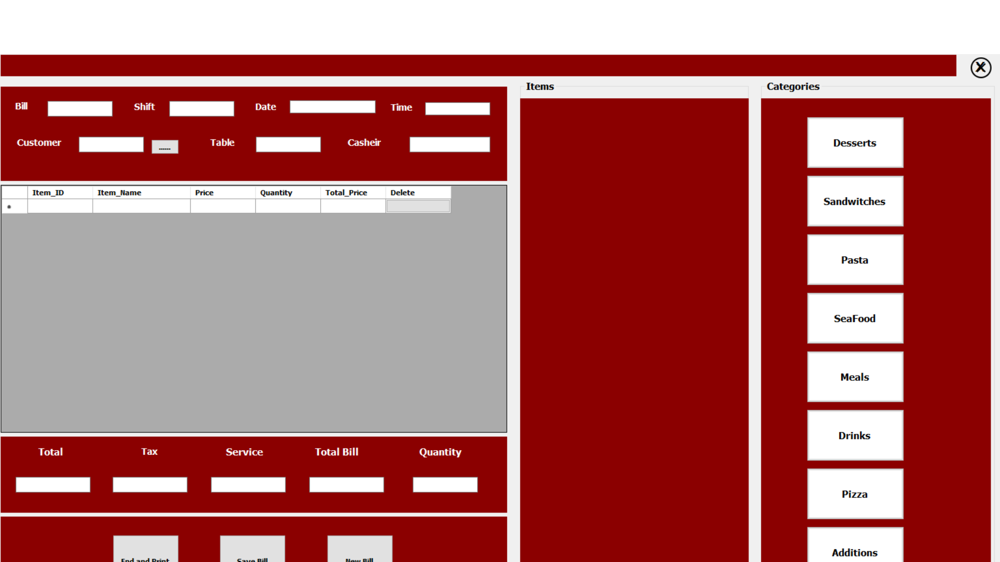 X
Items
Categories
Bill
Shift
Date
Time
Customer
......
Table
Casheir
Item_ID
Item_Name
Price
Quantity
Total_Price
Delete
*
Total
Tax
Service
Total Bill
Quantity
End and Print
Save Bill
New Bill
Desserts
Sandwitches
Pasta
SeaFood
Meals
Drinks
Pizza
Additions